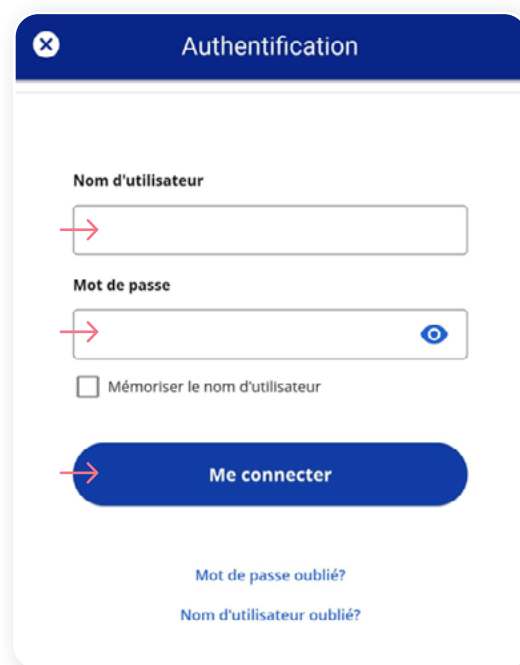 Authentification
Nom d'utilisateur
Mot de passe
Mémoriser le nom d'utilisateur
Me connecter
Mot de passe oublié?
Nom d'utilisateur oublié?